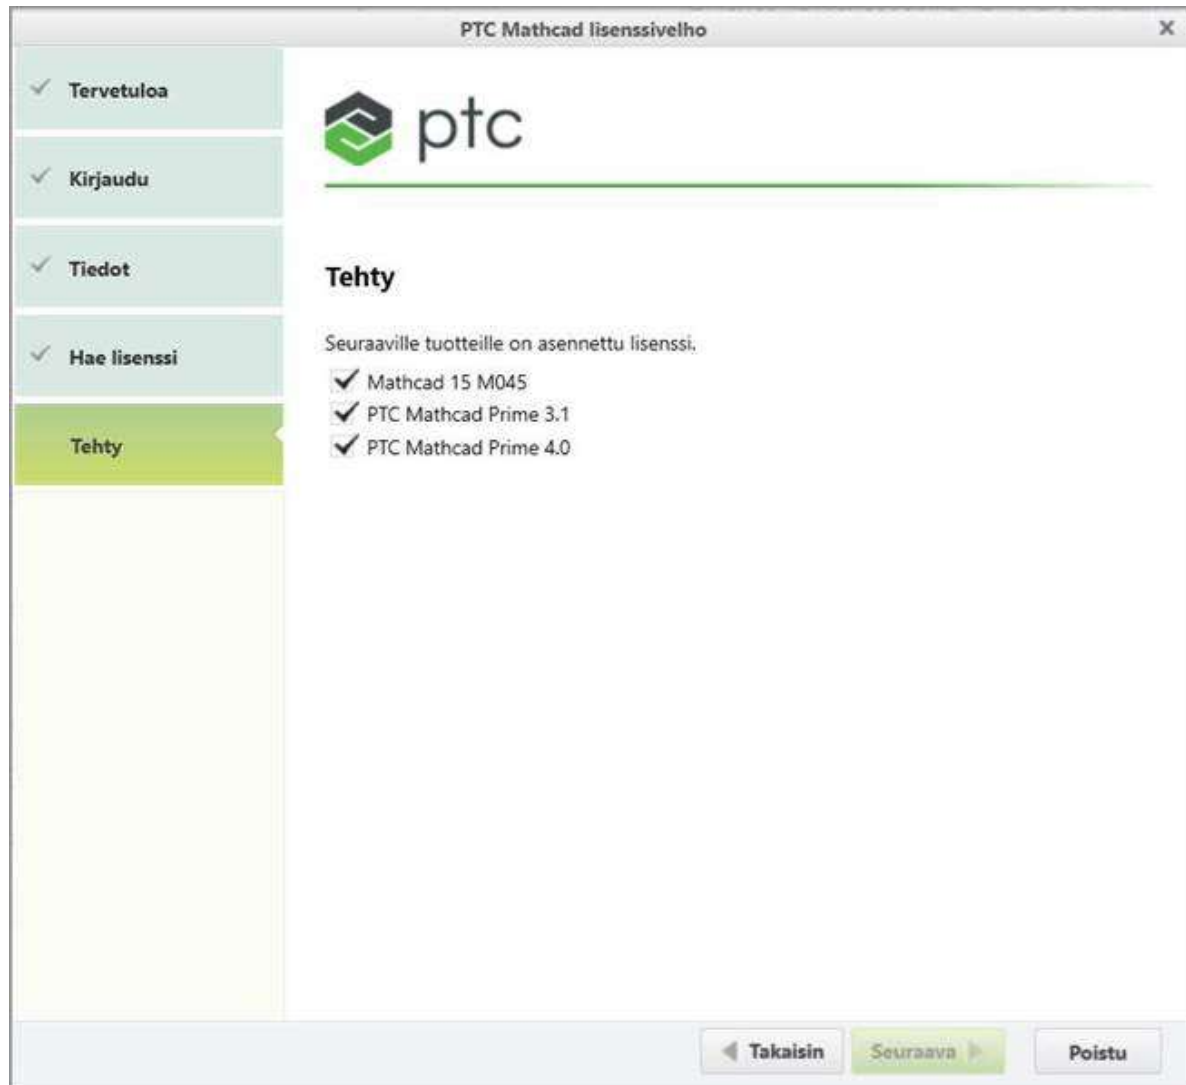 PTC Mathcad lisenssivelho
Tervetuloa
Kirjaudu
Tiedot
Hae lisenssi
Tehty
ptc
Tehty
Seuraaville tuotteille on asennettu lisenssi.
Mathcad 15 M045
PTC Mathcad Prime 3.1
PTC Mathcad Prime 4.0
Takaisin
Seuraava
Poistu